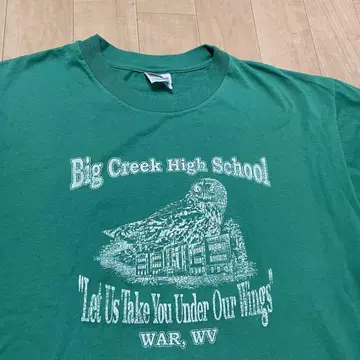 Big Creek High School
"Let Us Take You Under Our Wings"
WAR, WV